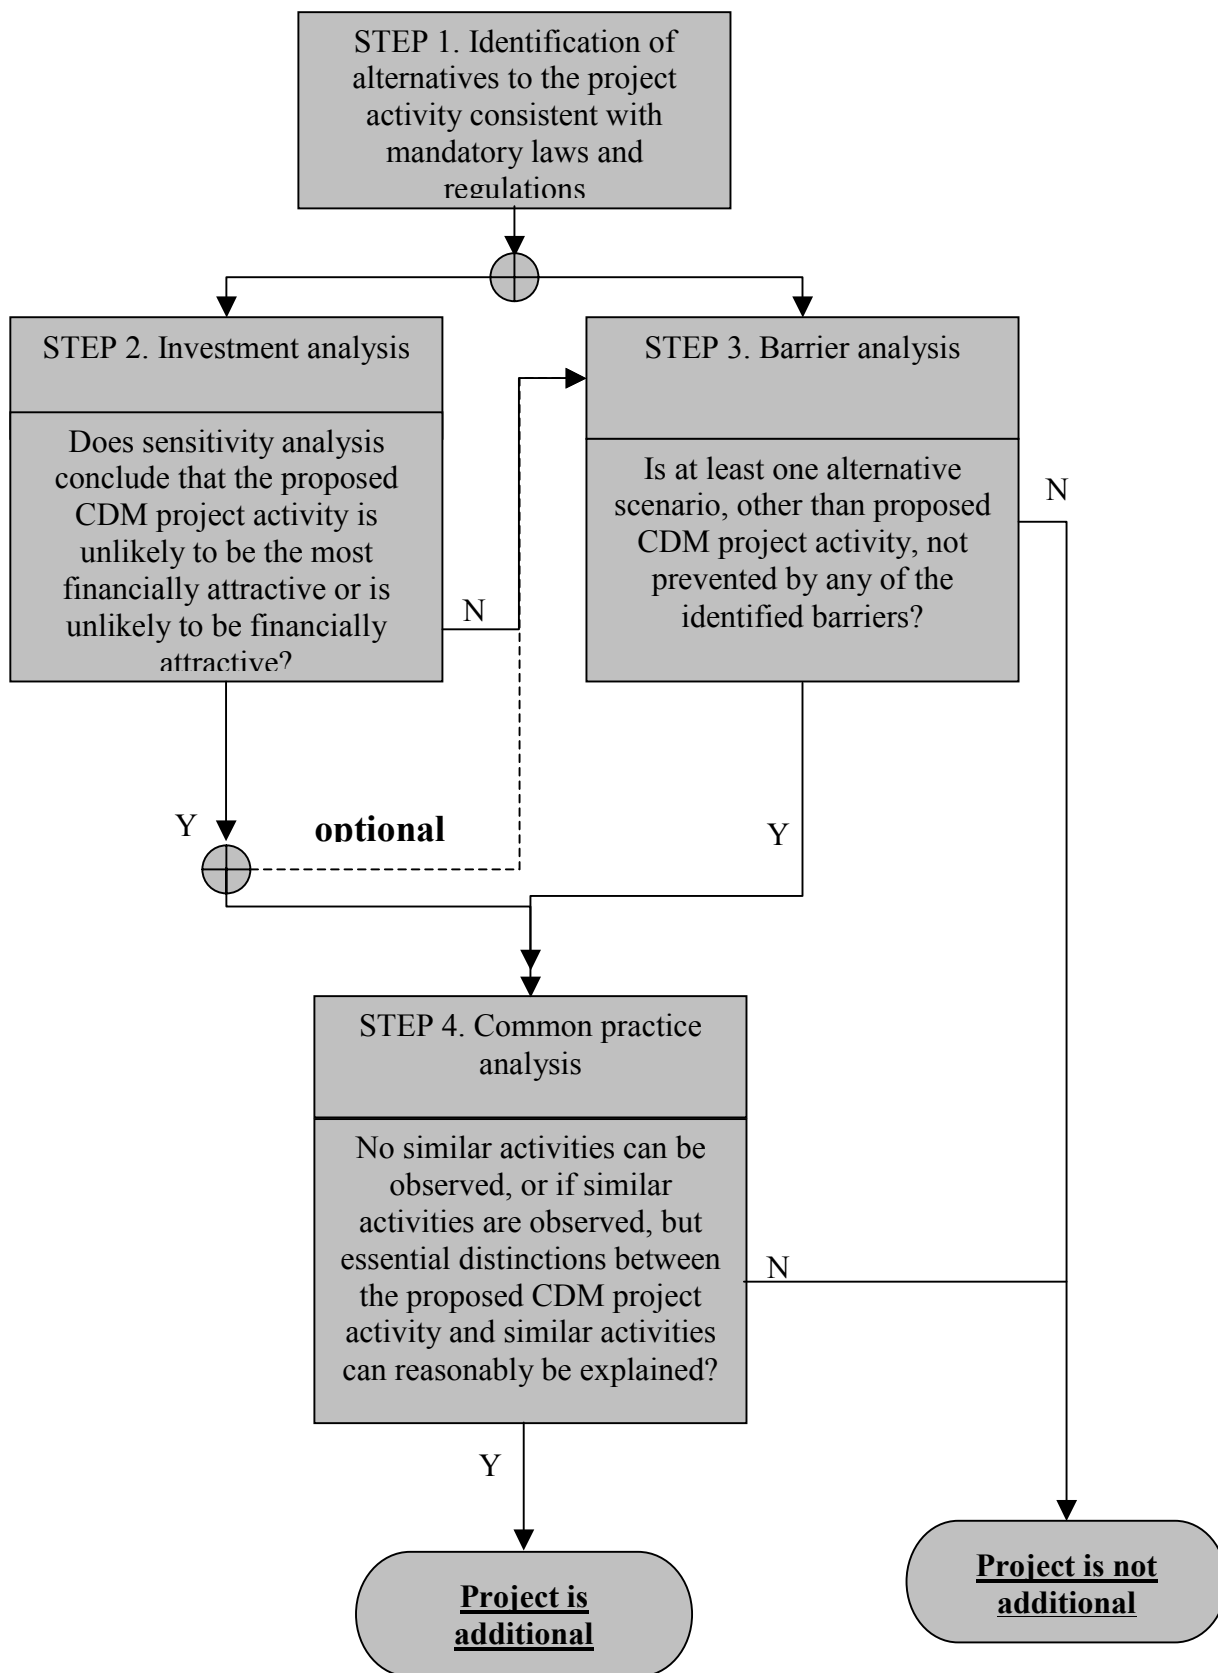 STEP 1. Identification of
alternatives to the project
activity consistent with
mandatory laws and
regulations
STEP 2. Investment analysis
Does sensitivity analysis
conclude that the proposed
CDM project activity is
unlikely to be the most
financially attractive or is
unlikely to be financially
attractive?
N
Y
optional
STEP 3. Barrier analysis
Is at least one alternative
scenario, other than proposed
CDM project activity, not
prevented by any of the
identified barriers?
N
Y
STEP 4. Common practice
analysis
No similar activities can be
observed, or if similar
activities are observed, but
essential distinctions between
the proposed CDM project
activity and similar activities
can reasonably be explained?
N
Y
Project is
additional
Project is not
additional